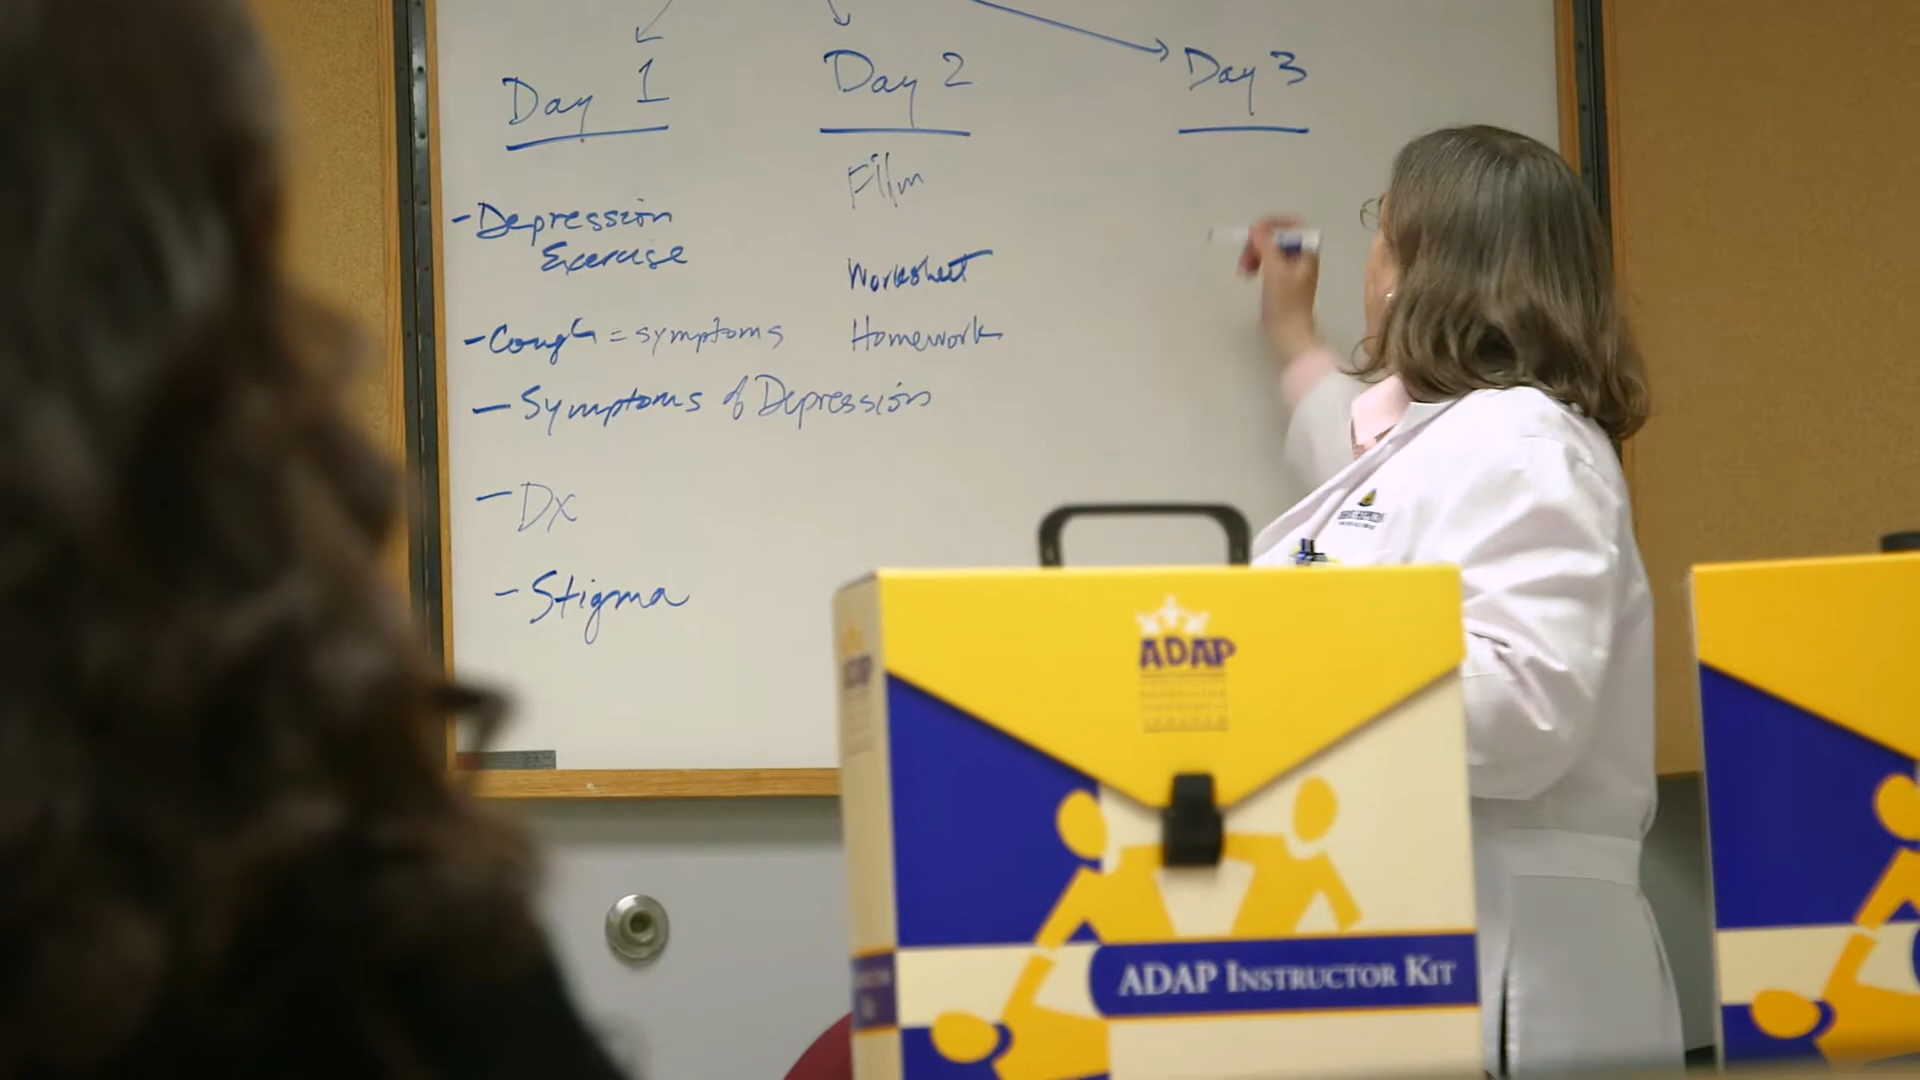 Day 1
- Depression
Exercise
- Cough = symptoms
- Symptoms of Depression
- Dx
- Stigma
Day 2
Film
Worksheet
Homework
Day 3
ADAP
ADAP INSTRUCTOR KIT
ADAP